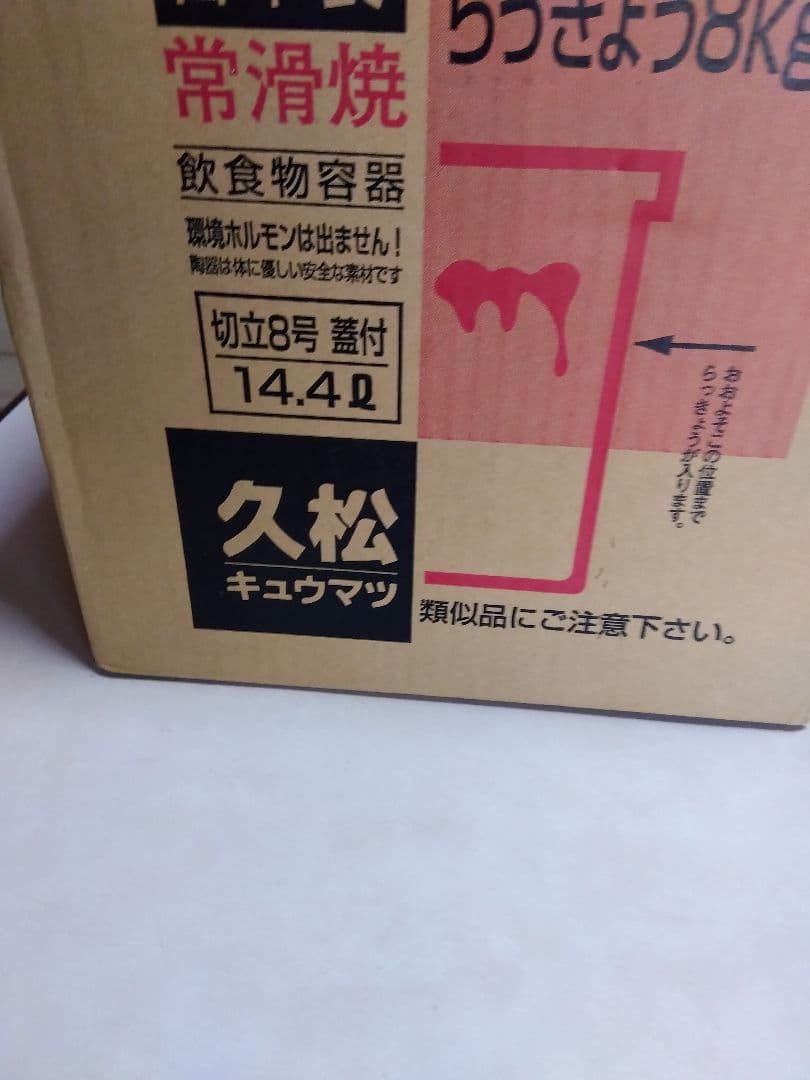 日本製
らっきょう8kg
常滑焼
飲食物容器
環境ホルモンは出ません!
陶器は体に優しい安全な素材です
切立8号 蓋付
14.4ℓ
おおよそこの位置まで
らっきょうが入ります。
久松
キュウマツ
類似品にご注意下さい。